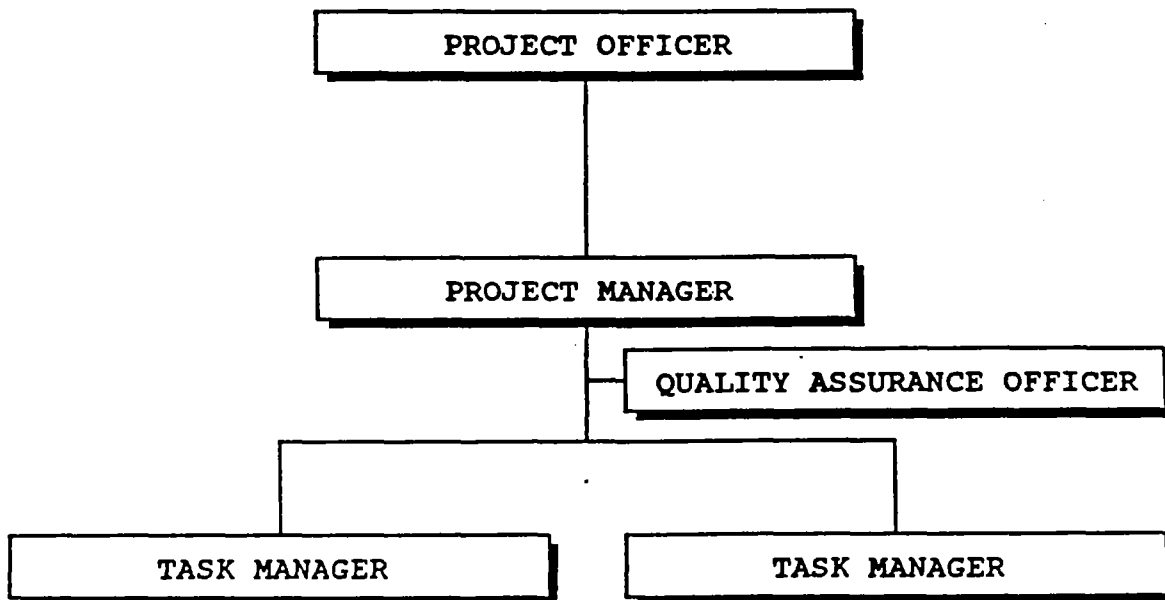 PROJECT OFFICER
PROJECT MANAGER
QUALITY ASSURANCE OFFICER
TASK MANAGER
TASK MANAGER